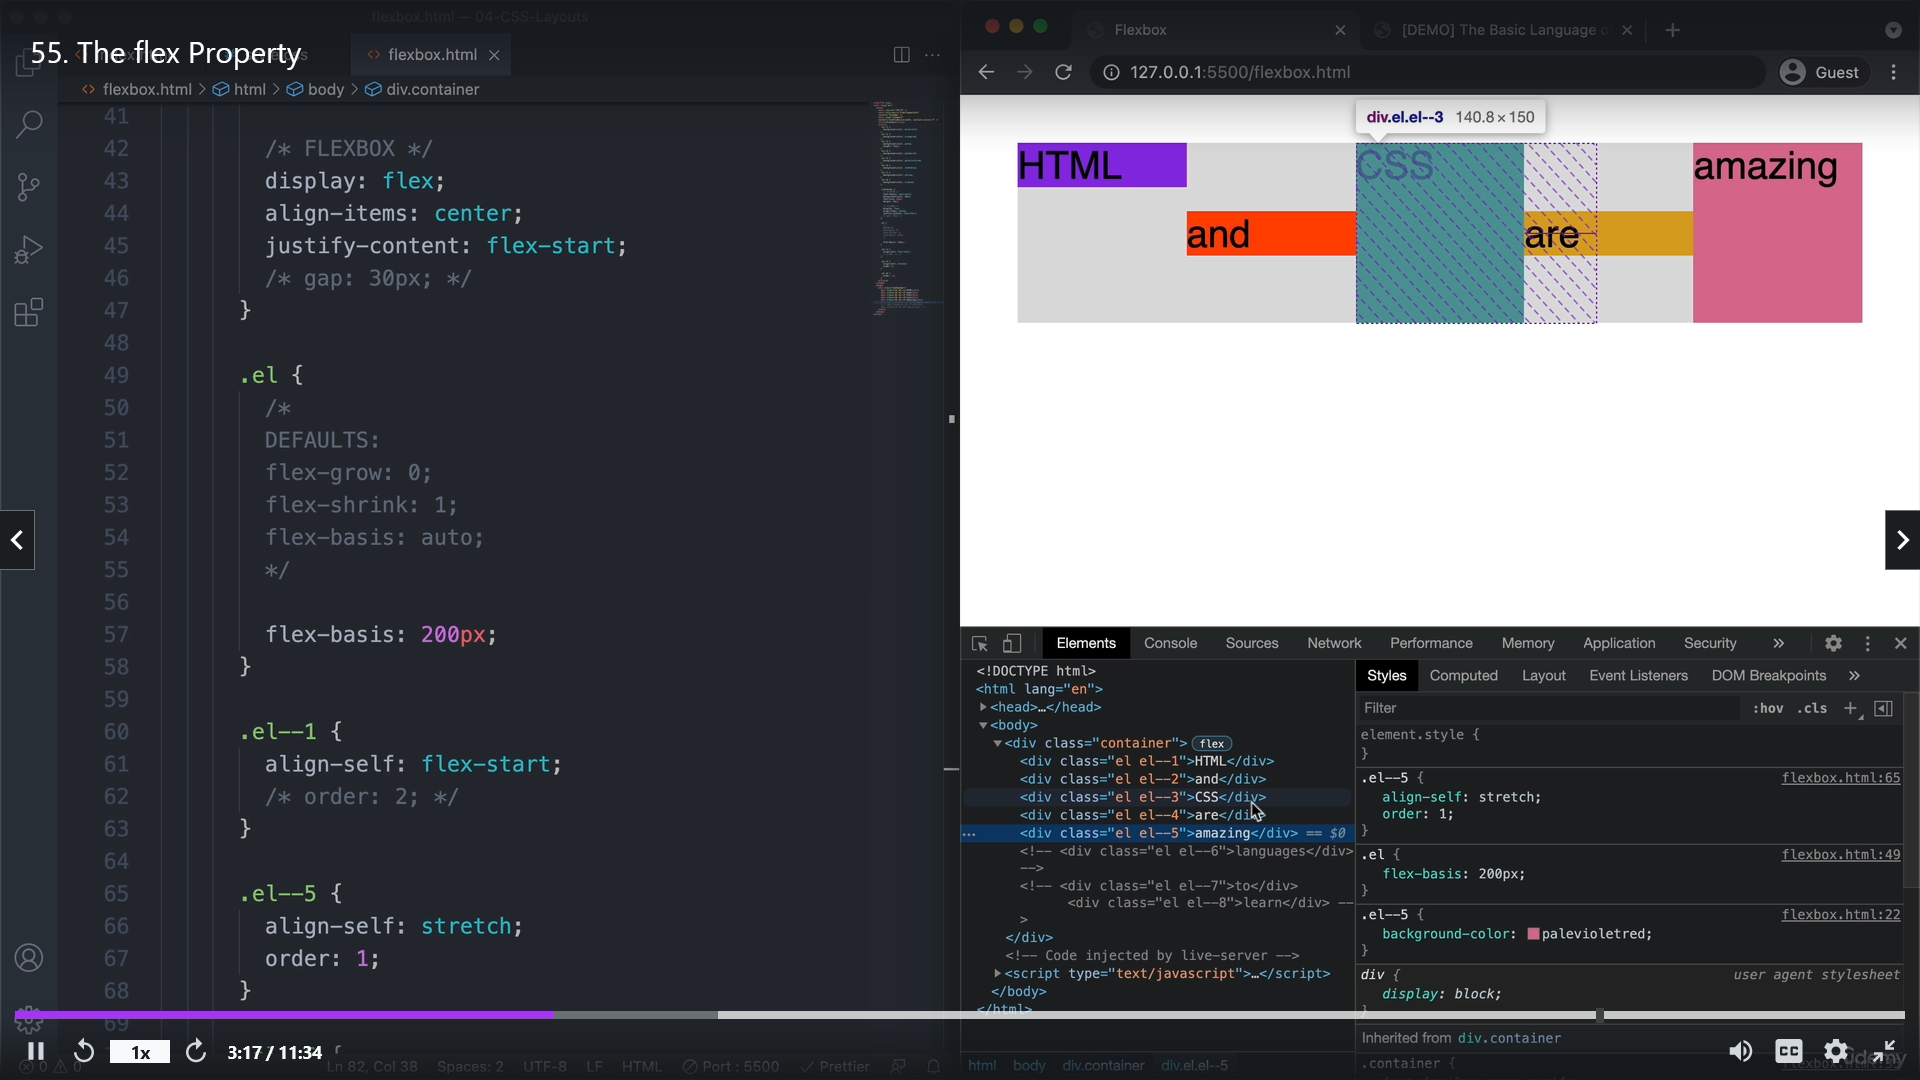 flexbox.html — 04-CSS-Layouts
55. The flex Property
flexbox.html
flexbox.html > html > body > div.container
41
42 /* FLEXBOX */
43 display: flex;
44 align-items: center;
45 justify-content: flex-start;
46 /* gap: 30px; */
47 }
48
49 .el {
50 /*
51 DEFAULTS:
52 flex-grow: 0;
53 flex-shrink: 1;
54 flex-basis: auto;
55 */
56
57 flex-basis: 200px;
58 }
59
60 .el--1 {
61 align-self: flex-start;
62 /* order: 2; */
63 }
64
65 .el--5 {
66 align-self: stretch;
67 order: 1;
68 }
69
1x
3:17 / 11:34
0 0
Ln 82, Col 38 Spaces: 2 UTF-8 LF HTML Port : 5500 Prettier
Flexbox
[DEMO] The Basic Language o
127.0.0.1:5500/flexbox.html
Guest
div.el.el--3 140.8 × 150
HTML
and
CSS
are
amazing
Elements Console Sources Network Performance Memory Application Security »
<!DOCTYPE html>
<html lang="en">
<head>…</head>
<body>
<div class="container"> flex
<div class="el el--1">HTML</div>
<div class="el el--2">and</div>
<div class="el el--3">CSS</div>
<div class="el el--4">are</div>
<div class="el el--5">amazing</div> == $0
<!-- <div class="el el--6">languages</div>
-->
<!-- <div class="el el--7">to</div>
<div class="el el--8">learn</div> --
>
</div>
<!-- Code injected by live-server -->
<script type="text/javascript">…</script>
</body>
</html>
html body div.container div.el.el--5
Styles Computed Layout Event Listeners DOM Breakpoints »
Filter :hov .cls
element.style {
}
.el--5 { flexbox.html:65
align-self: stretch;
order: 1;
}
.el { flexbox.html:49
flex-basis: 200px;
}
.el--5 { flexbox.html:22
background-color: palevioletred;
}
div { user agent stylesheet
display: block;
}
Inherited from div.container
.container {
CC
ûdemy